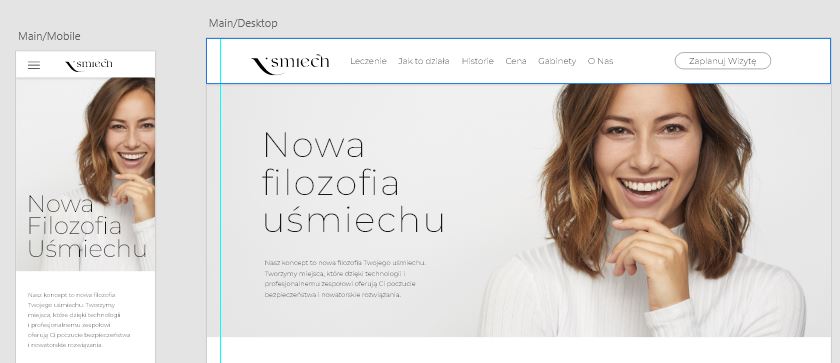 Main/Mobile
śmiech
Nowa
Filozofia
Uśmiechu
Nasz koncept to nowa filozofia
Twojego uśmiechu. Tworzymy
miejsca, które dzięki technologii
i profesjonalnemu zespołowi
oferują Ci poczucie bezpieczeństwa
i nowatorskie rozwiązania.
Main/Desktop
śmiech
Leczenie Jak to działa Historie Cena Gabinety O Nas Zaplanuj Wizytę
Nowa
filozofia
uśmiechu
Nasz koncept to nowa filozofia Twojego uśmiechu.
Tworzymy miejsca, które dzięki technologii i
profesjonalnemu zespołowi oferują Ci poczucie
bezpieczeństwa i nowatorskie rozwiązania.